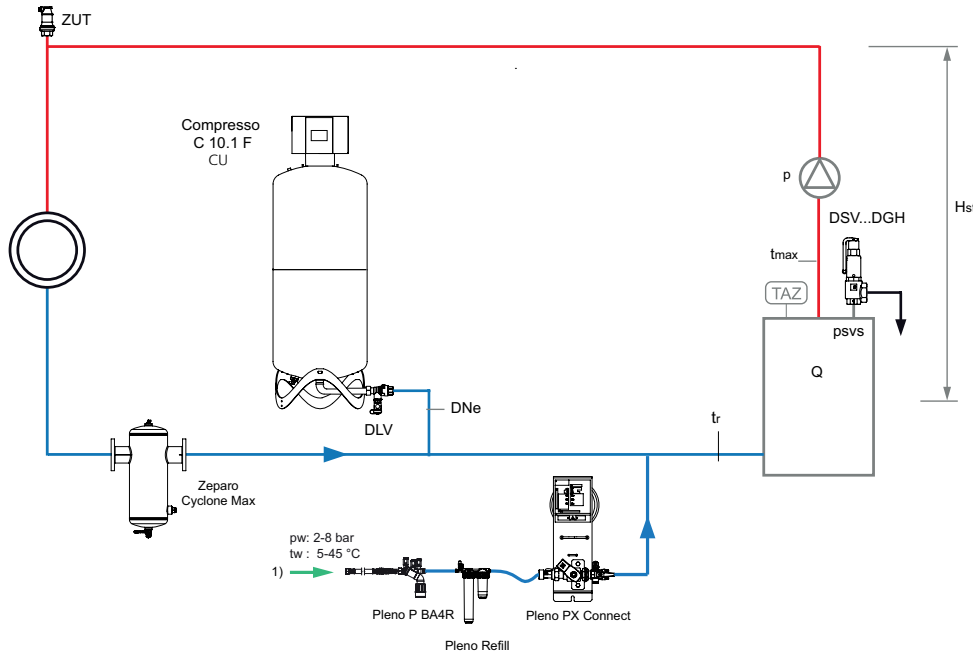 ZUT
Compresso
C 10.1 F
CU
p
Hs
DSV...DGH
tmax
TAZ
psvs
Q
DNe
DLV
tr
Zeparo
Cyclone Max
pw: 2-8 bar
tw : 5-45 °C
1)
Pleno P BA4R
Pleno PX Connect
Pleno Refill